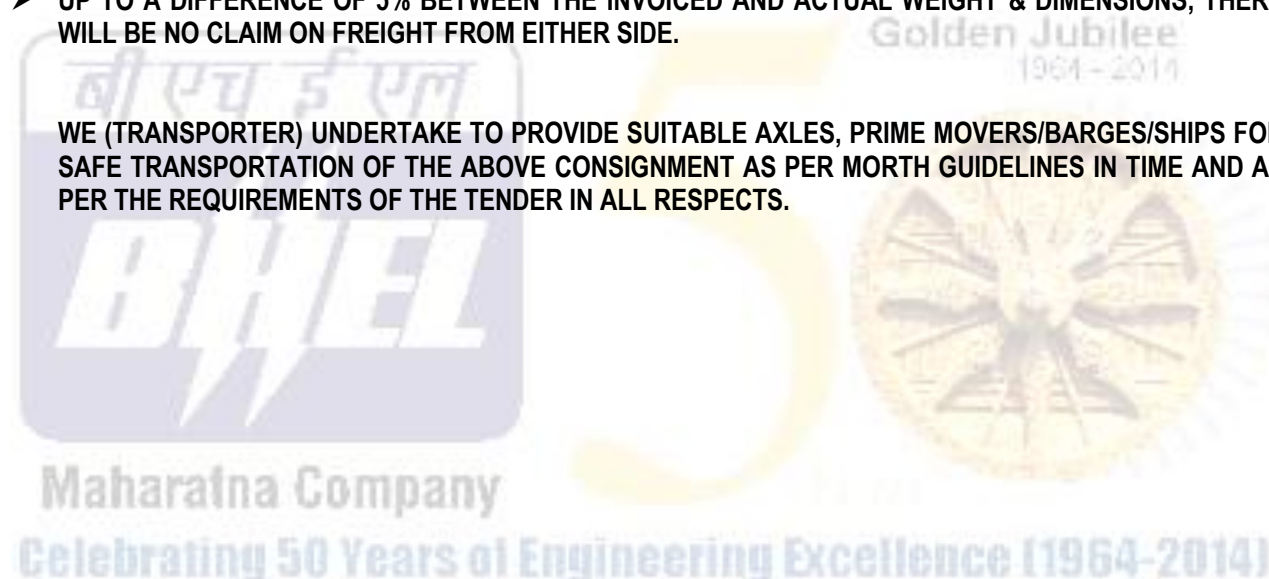 ➤ UP TO A DIFFERENCE OF 5% BETWEEN THE INVOICED AND ACTUAL WEIGHT & DIMENSIONS, THER
WILL BE NO CLAIM ON FREIGHT FROM EITHER SIDE.
Golden Jubilee
1964 - 2014
बी एच ई एल
WE (TRANSPORTER) UNDERTAKE TO PROVIDE SUITABLE AXLES, PRIME MOVERS/BARGES/SHIPS FOR
SAFE TRANSPORTATION OF THE ABOVE CONSIGNMENT AS PER MORTH GUIDELINES IN TIME AND A
PER THE REQUIREMENTS OF THE TENDER IN ALL RESPECTS.
5
BHEL
Maharatna Company
Celebrating 50 Years of Engineering Excellence (1964-2014)